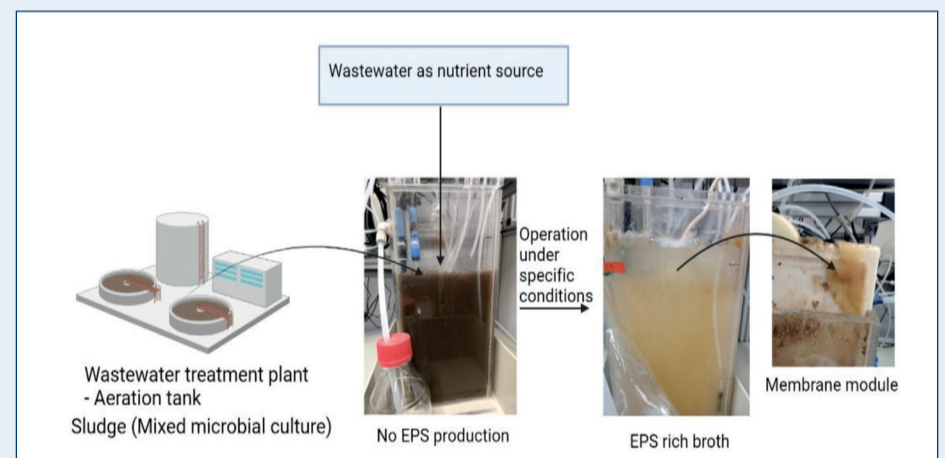 Wastewater as nutrient source
Operation
under
specific
conditions
Wastewater treatment plant
- Aeration tank
Sludge (Mixed microbial culture)
No EPS production
EPS rich broth
Membrane module